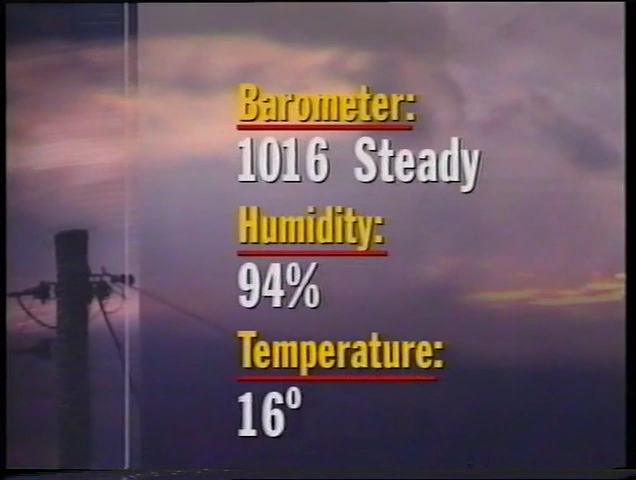 Barometer:
1016 Steady
Humidity:
94%
Temperature:
16°